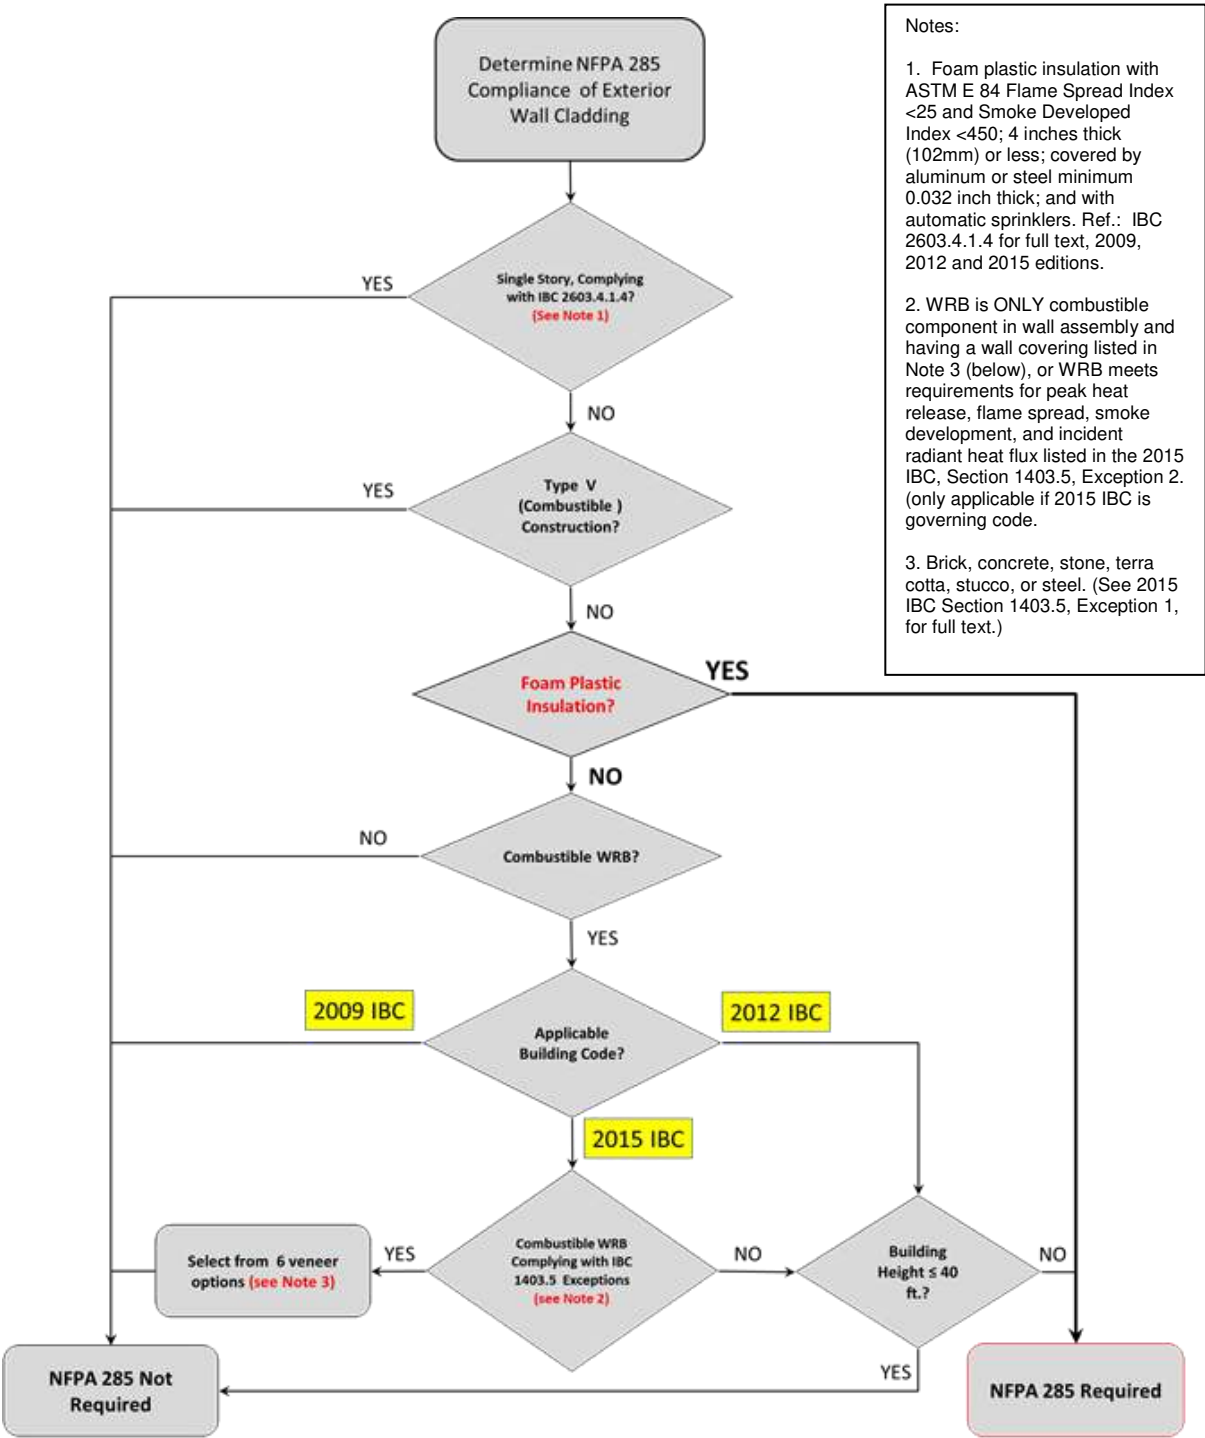 Determine NFPA 285
Compliance of Exterior
Wall Cladding
Notes:
1. Foam plastic insulation with
ASTM E 84 Flame Spread Index
<25 and Smoke Developed
Index <450; 4 inches thick
(102mm) or less; covered by
aluminum or steel minimum
0.032 inch thick; and with
automatic sprinklers. Ref.: IBC
2603.4.1.4 for full text, 2009,
2012 and 2015 editions.
2. WRB is ONLY combustible
component in wall assembly and
having a wall covering listed in
Note 3 (below), or WRB meets
requirements for peak heat
release, flame spread, smoke
development, and incident
radiant heat flux listed in the 2015
IBC, Section 1403.5, Exception 2.
(only applicable if 2015 IBC is
governing code.
3. Brick, concrete, stone, terra
cotta, stucco, or steel. (See 2015
IBC Section 1403.5, Exception 1,
for full text.)
YES
Single Story, Complying
with IBC 2603.4.1.4?
(See Note 1)
NO
YES
Type V
(Combustible )
Construction?
NO
Foam Plastic
Insulation?
YES
NO
NO
Combustible WRB?
YES
2009 IBC
Applicable
Building Code?
2012 IBC
2015 IBC
Select from 6 veneer
options (see Note 3)
YES
Combustible WRB
Complying with IBC
1403.5 Exceptions
(see Note 2)
NO
Building
Height ≤ 40
ft.?
NO
YES
NFPA 285 Not
Required
NFPA 285 Required